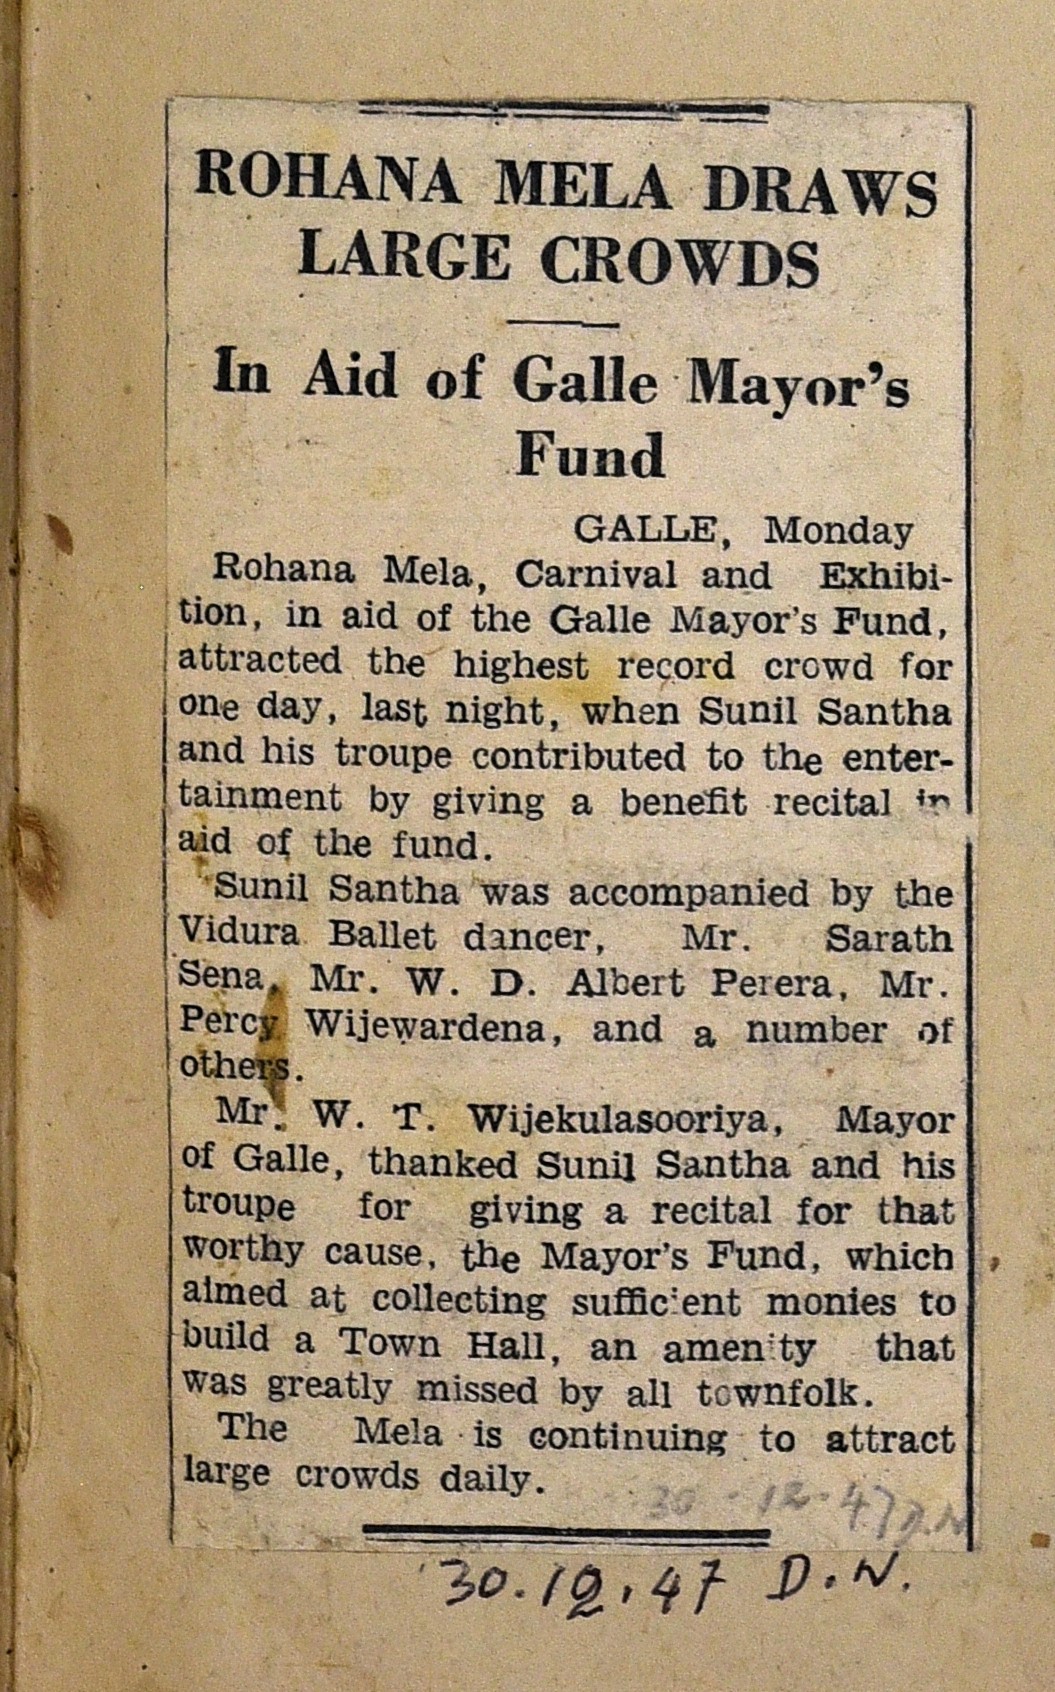 ROHANA MELA DRAWS
LARGE CROWDS
In Aid of Galle Mayor's
Fund
GALLE, Monday
Rohana Mela, Carnival and Exhibi-
tion, in aid of the Galle Mayor's Fund,
attracted the highest record crowd for
one day, last night, when Sunil Santha
and his troupe contributed to the enter-
tainment by giving a benefit recital in
aid of the fund.
Sunil Santha was accompanied by the
Vidura Ballet dancer, Mr. Sarath
Sena, Mr. W. D. Albert Perera, Mr.
Percy Wijewardena, and a number of
others.
Mr. W. T. Wijekulasooriya, Mayor
of Galle, thanked Sunil Santha and his
troupe for giving a recital for that
worthy cause, the Mayor's Fund, which
aimed at collecting sufficient monies to
build a Town Hall, an amenity that
was greatly missed by all townfolk.
The Mela is continuing to attract
large crowds daily.
30-12-47 D.N
30.12.47 D.N.